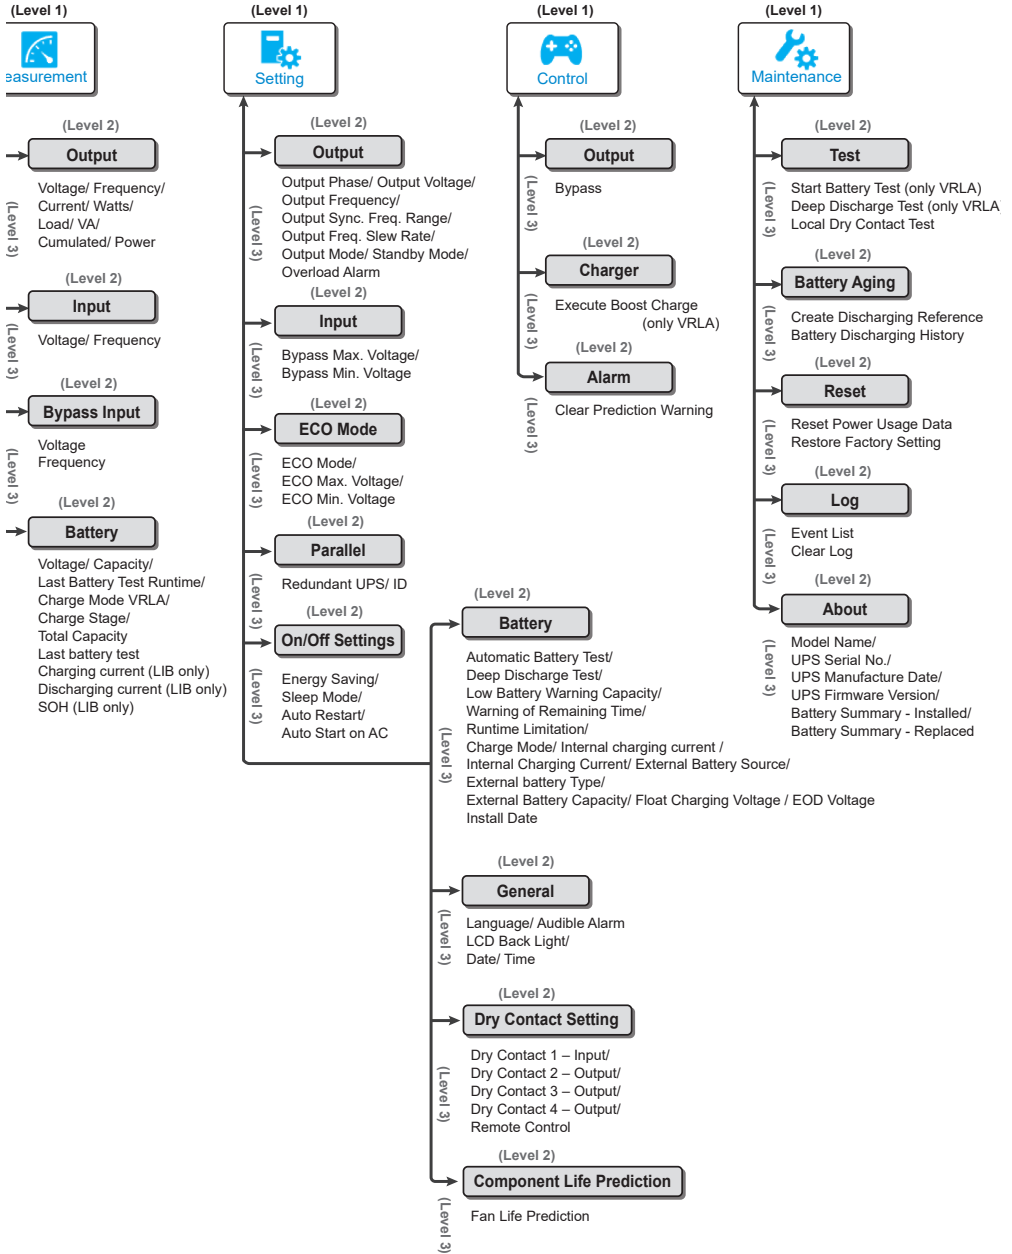 (Level 1)
easurement
(Level 2)
Output
(Level 3)
Voltage/ Frequency/
Current/ Watts/
Load/ VA/
Cumulated/ Power
(Level 2)
Input
(Level 3)
Voltage/ Frequency
(Level 2)
Bypass Input
(Level 3)
Voltage
Frequency
(Level 2)
Battery
Voltage/ Capacity/
Last Battery Test Runtime/
Charge Mode VRLA/
Charge Stage/
Total Capacity
Last battery test
Charging current (LIB only)
Discharging current (LIB only)
SOH (LIB only)
(Level 1)
Setting
(Level 2)
Output
(Level 3)
Output Phase/ Output Voltage/
Output Frequency/
Output Sync. Freq. Range/
Output Freq. Slew Rate/
Output Mode/ Standby Mode/
Overload Alarm
(Level 2)
Input
(Level 3)
Bypass Max. Voltage/
Bypass Min. Voltage
(Level 2)
ECO Mode
(Level 3)
ECO Mode/
ECO Max. Voltage/
ECO Min. Voltage
(Level 2)
Parallel
(Level 3)
Redundant UPS/ ID
(Level 2)
On/Off Settings
(Level 3)
Energy Saving/
Sleep Mode/
Auto Restart/
Auto Start on AC
(Level 2)
Battery
(Level 3)
Automatic Battery Test/
Deep Discharge Test/
Low Battery Warning Capacity/
Warning of Remaining Time/
Runtime Limitation/
Charge Mode/ Internal charging current /
Internal Charging Current/ External Battery Source/
External battery Type/
External Battery Capacity/ Float Charging Voltage / EOD Voltage
Install Date
(Level 2)
General
(Level 3)
Language/ Audible Alarm
LCD Back Light/
Date/ Time
(Level 2)
Dry Contact Setting
(Level 3)
Dry Contact 1 – Input/
Dry Contact 2 – Output/
Dry Contact 3 – Output/
Dry Contact 4 – Output/
Remote Control
(Level 2)
Component Life Prediction
(Level 3)
Fan Life Prediction
(Level 1)
Control
(Level 2)
Output
(Level 3)
Bypass
(Level 2)
Charger
(Level 3)
Execute Boost Charge
(only VRLA)
(Level 2)
Alarm
(Level 3)
Clear Prediction Warning
(Level 1)
Maintenance
(Level 2)
Test
(Level 3)
Start Battery Test (only VRLA)
Deep Discharge Test (only VRLA
Local Dry Contact Test
(Level 2)
Battery Aging
(Level 3)
Create Discharging Reference
Battery Discharging History
(Level 2)
Reset
(Level 3)
Reset Power Usage Data
Restore Factory Setting
(Level 2)
Log
(Level 3)
Event List
Clear Log
(Level 2)
About
(Level 3)
Model Name/
UPS Serial No./
UPS Manufacture Date/
UPS Firmware Version/
Battery Summary - Installed/
Battery Summary - Replaced